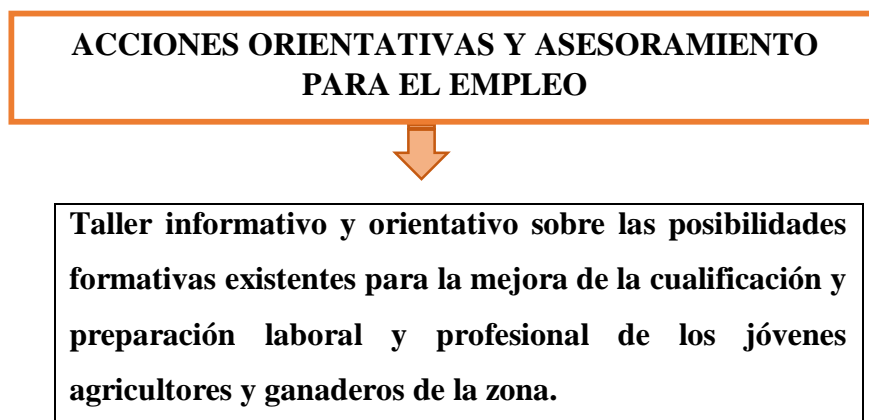 ACCIONES ORIENTATIVAS Y ASESORAMIENTO
PARA EL EMPLEO
Taller informativo y orientativo sobre las posibilidades
formativas existentes para la mejora de la cualificación y
preparación laboral y profesional de los jóvenes
agricultores y ganaderos de la zona.